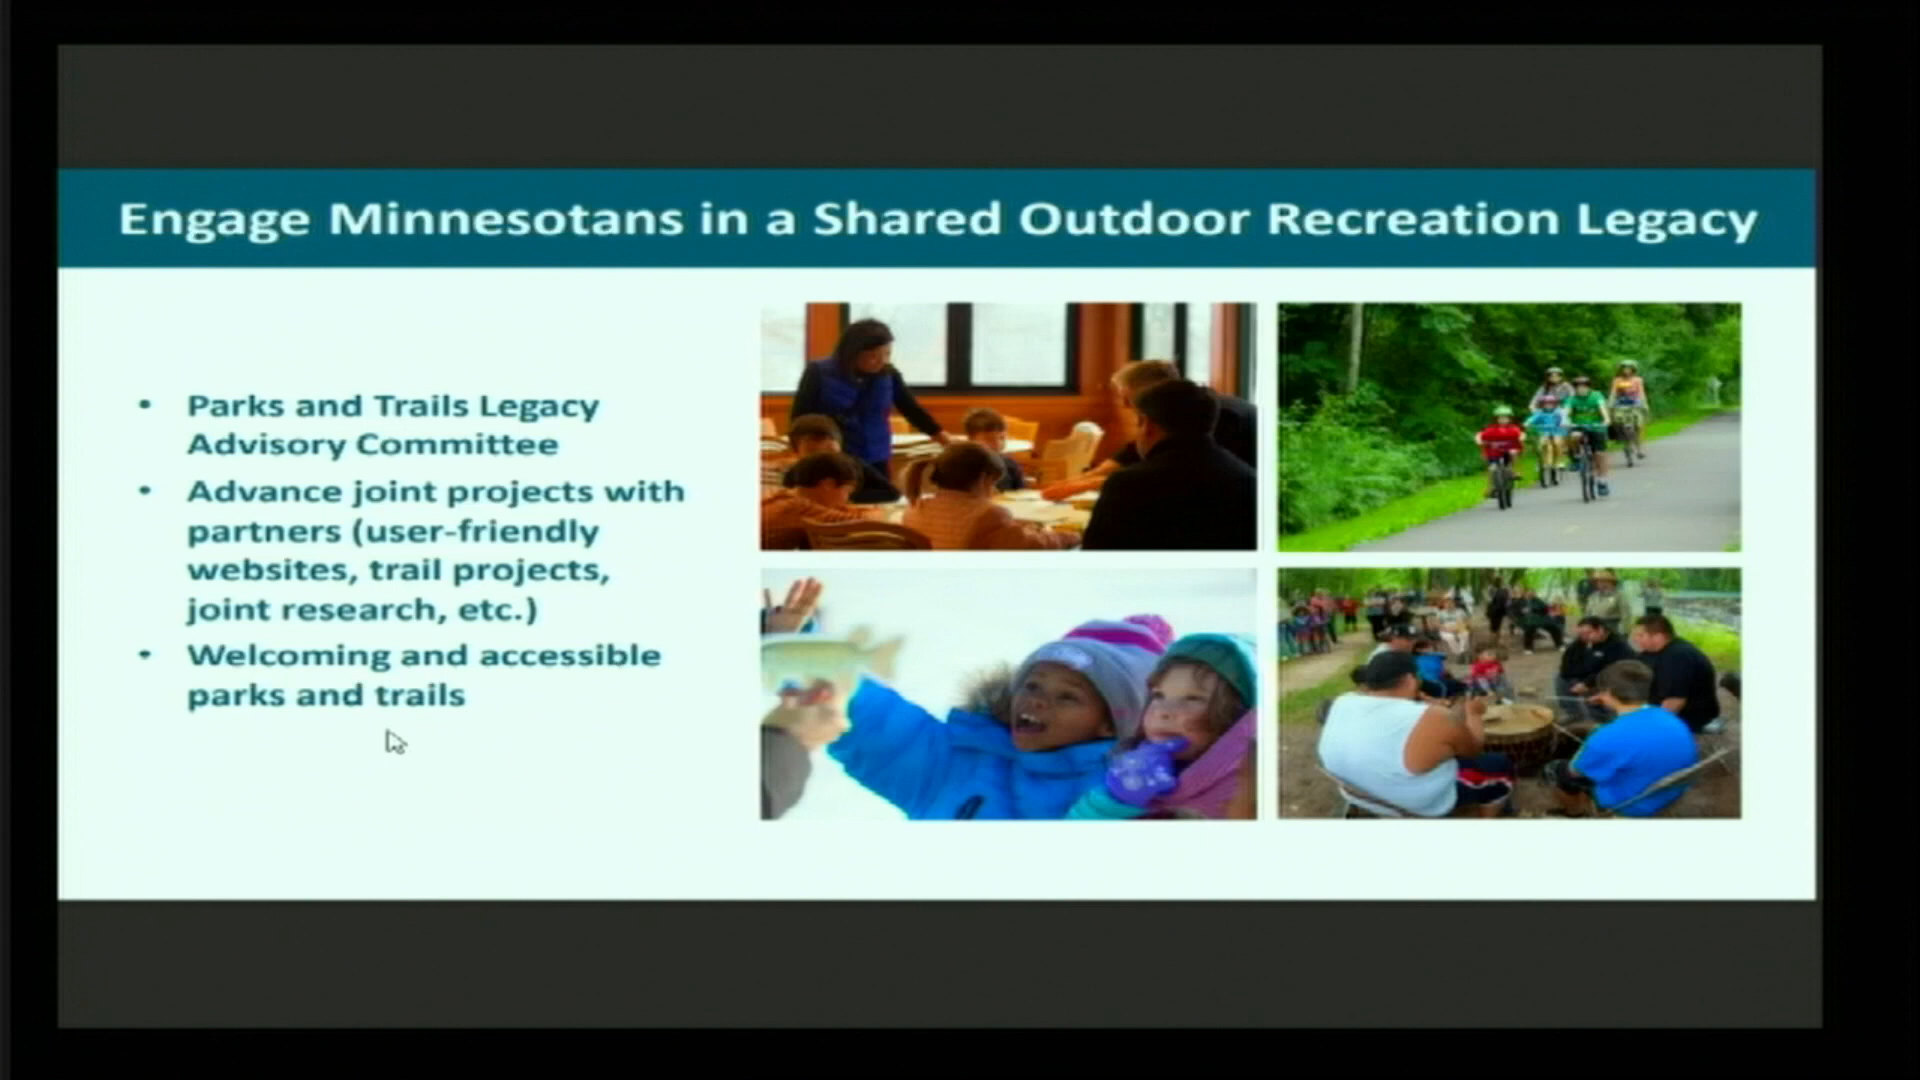 Engage Minnesotans in a Shared Outdoor Recreation Legacy
• Parks and Trails Legacy
Advisory Committee
• Advance joint projects with
partners (user-friendly
websites, trail projects,
joint research, etc.)
• Welcoming and accessible
parks and trails